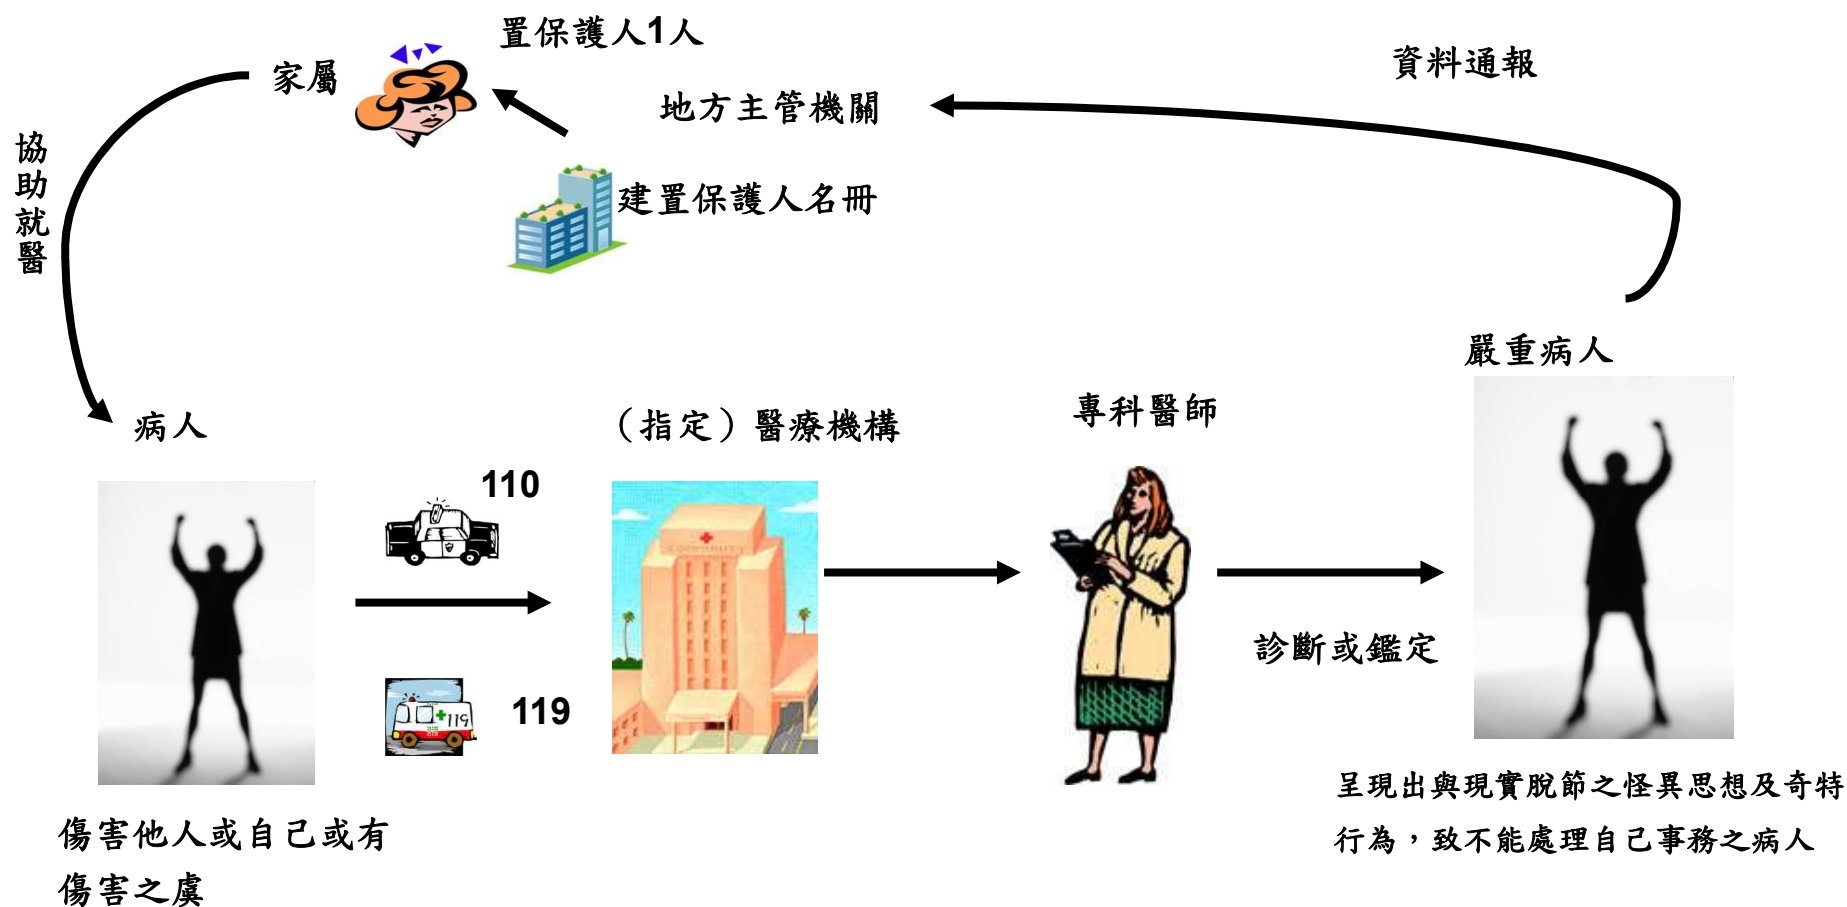 置保護人1人
資料通報
家屬
地方主管機關
協助就醫
建置保護人名冊
嚴重病人
病人
（指定）醫療機構
專科醫師
110
COMMUNITY
診斷或鑑定
119
119
呈現出與現實脫節之怪異思想及奇特
行為，致不能處理自己事務之病人
傷害他人或自己或有
傷害之虞